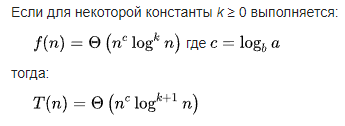 Если для некоторой константы k ≥ 0 выполняется:
f(n) = Θ (n^c log^k n) где c = log_b a
тогда:
T(n) = Θ (n^c log^{k+1} n)